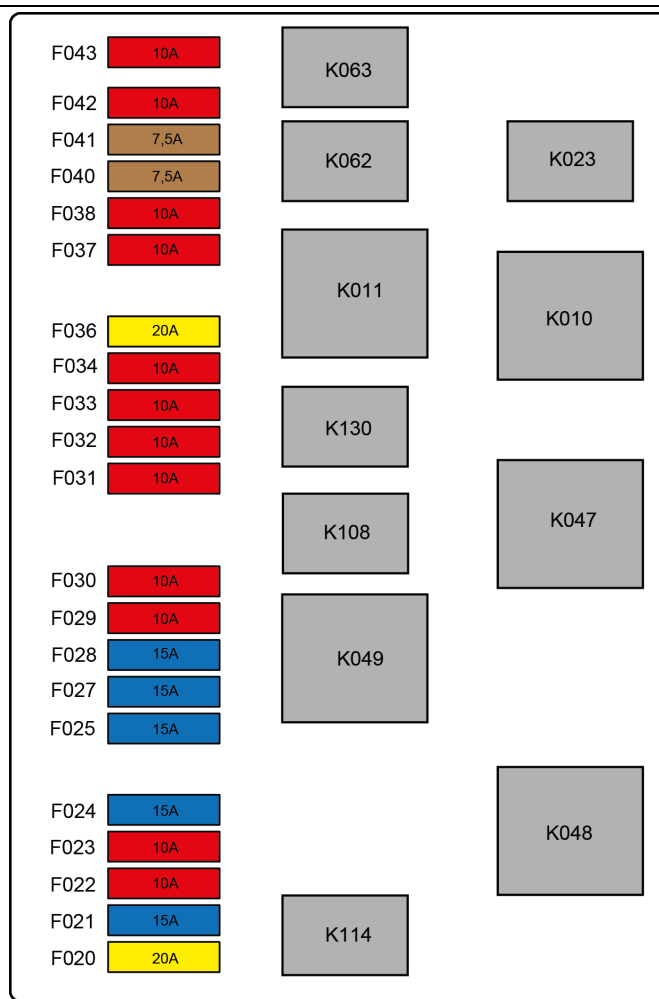 F043 10A K063
F042 10A
F041 7,5A K062 K023
F040 7,5A
F038 10A
F037 10A
K011 K010
F036 20A
F034 10A
F033 10A K130
F032 10A
F031 10A
K108 K047
F030 10A
F029 10A
F028 15A K049
F027 15A
F025 15A
F024 15A K048
F023 10A
F022 10A
F021 15A K114
F020 20A